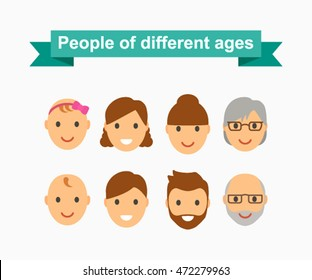 People of different ages
shutterstock.com · 472279963